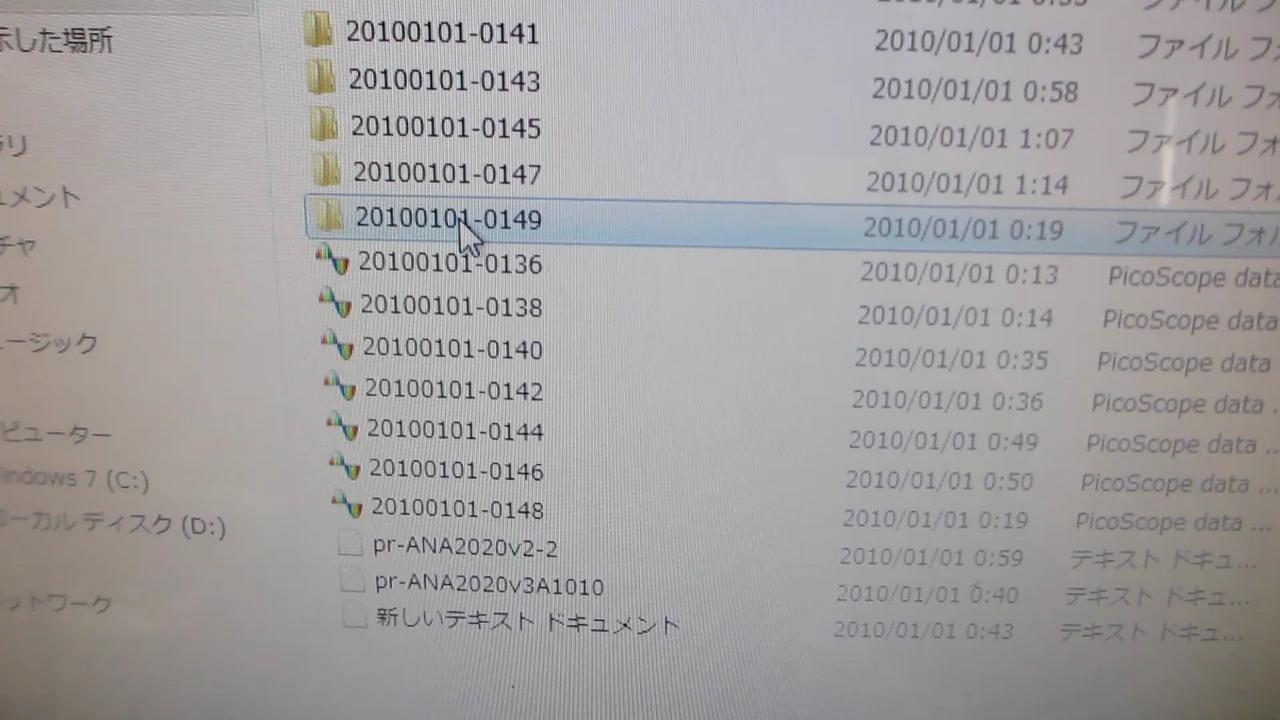 示した場所
ュメント
チャ
ュージック
ピューター
Windows 7 (C:)
ローカル ディスク (D:)
ットワーク
20100101-0141 2010/01/01 0:43 ファイル フォ
20100101-0143 2010/01/01 0:58 ファイル フォ
20100101-0145 2010/01/01 1:07 ファイル フォ
20100101-0147 2010/01/01 1:14 ファイル フォ
20100101-0149 2010/01/01 0:19 ファイル フォル
20100101-0136 2010/01/01 0:13 PicoScope data
20100101-0138 2010/01/01 0:14 PicoScope data
20100101-0140 2010/01/01 0:35 PicoScope data
20100101-0142 2010/01/01 0:36 PicoScope data .
20100101-0144 2010/01/01 0:49 PicoScope data ..
20100101-0146 2010/01/01 0:50 PicoScope data ...
20100101-0148 2010/01/01 0:19 PicoScope data ...
pr-ANA2020v2-2 2010/01/01 0:59 テキスト ドキュ...
pr-ANA2020v3A1010 2010/01/01 0:40 テキスト ドキュ...
新しいテキスト ドキュメント 2010/01/01 0:43 テキスト ドキュ...